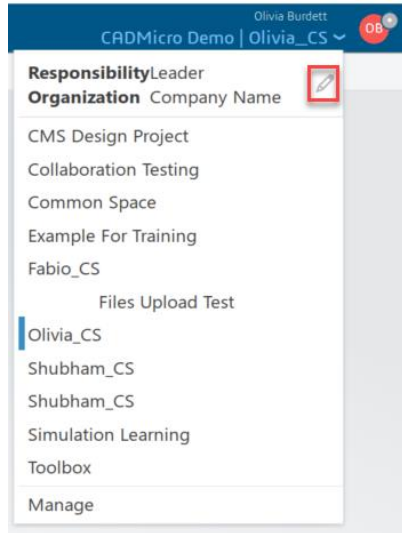 Olivia Burdett
CADMicro Demo | Olivia_CS
OB
ResponsibilityLeader
Organization Company Name
CMS Design Project
Collaboration Testing
Common Space
Example For Training
Fabio_CS
Files Upload Test
Olivia_CS
Shubham_CS
Shubham_CS
Simulation Learning
Toolbox
Manage